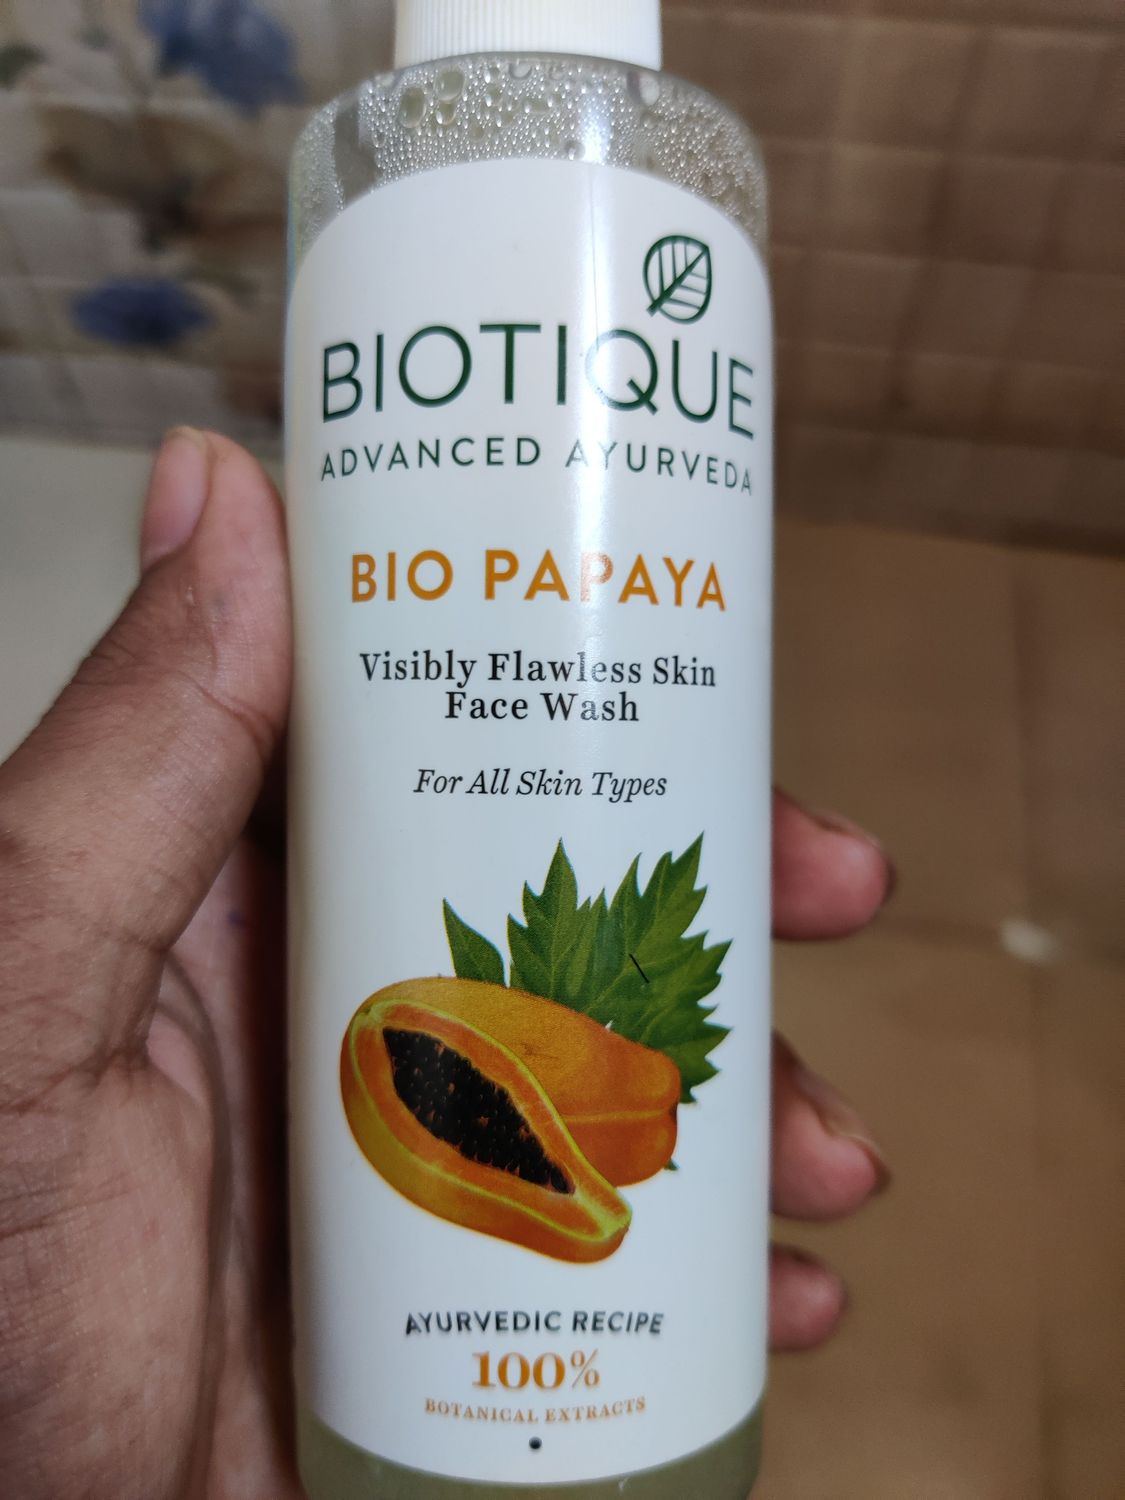 BIOTIQUE
ADVANCED AYURVEDA
BIO PAPAYA
Visibly Flawless Skin
Face Wash
For All Skin Types
AYURVEDIC RECIPE
100%
BOTANICAL EXTRACTS